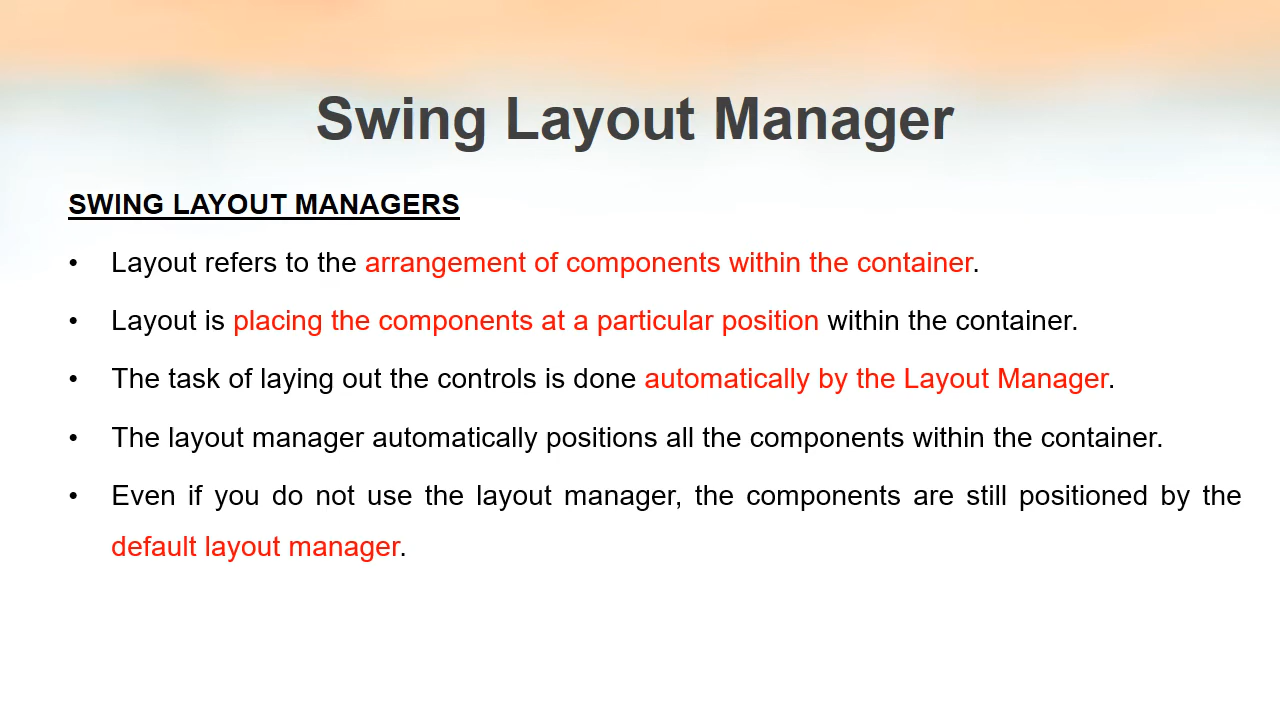 Swing Layout Manager
SWING LAYOUT MANAGERS
• Layout refers to the arrangement of components within the container.
• Layout is placing the components at a particular position within the container.
• The task of laying out the controls is done automatically by the Layout Manager.
• The layout manager automatically positions all the components within the container.
• Even if you do not use the layout manager, the components are still positioned by the
default layout manager.